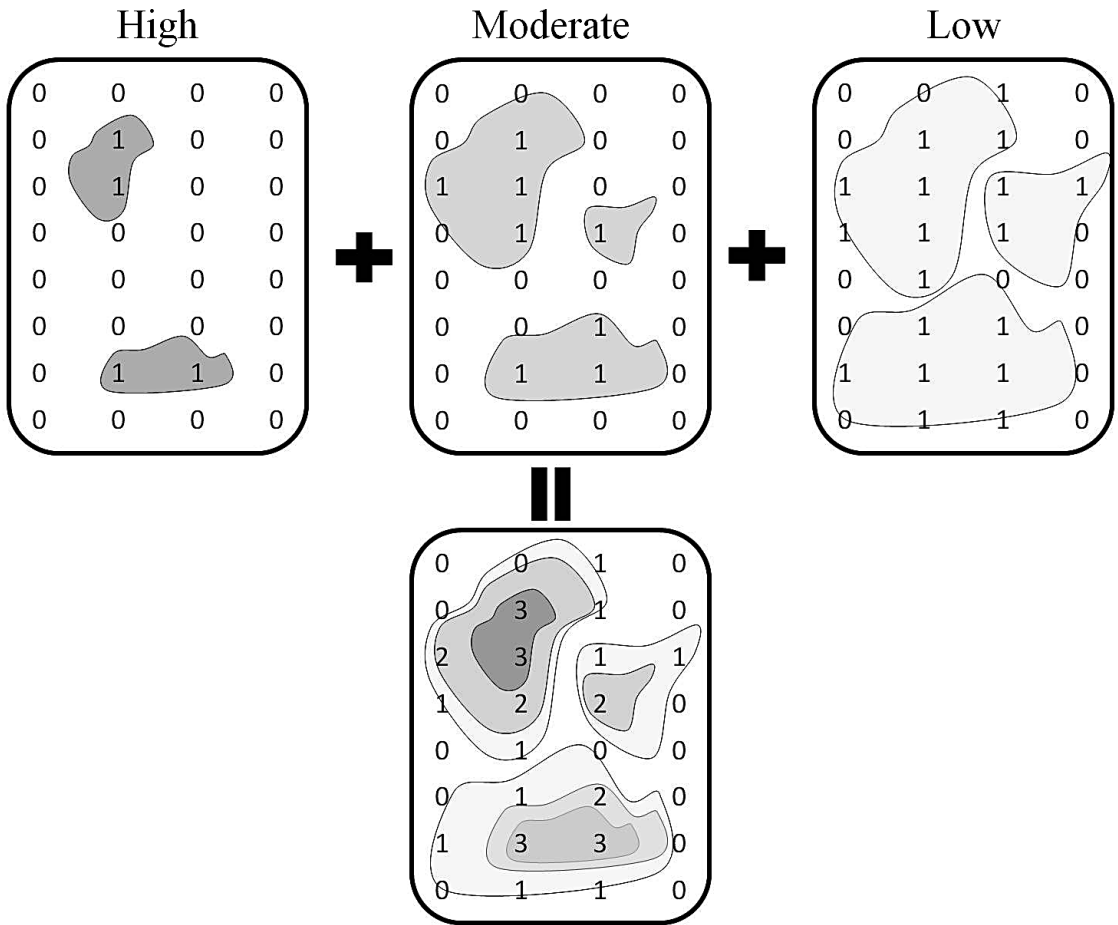 High Moderate Low
0 0 0 0 0 0 0 0 0 0 1 0
0 1 0 0 0 1 0 0 0 1 1 0
0 1 0 0 1 1 0 0 1 1 1 1
0 0 0 0 0 1 1 0 1 1 1 0
0 0 0 0 0 0 0 0 0 1 0 0
0 0 0 0 0 0 1 0 0 1 1 0
0 1 1 0 0 1 1 0 1 1 1 0
0 0 0 0 0 0 0 0 0 1 1 0
0 0 1 0
0 3 1 0
2 3 1 1
1 2 2 0
0 1 0 0
0 1 2 0
1 3 3 0
0 1 1 0